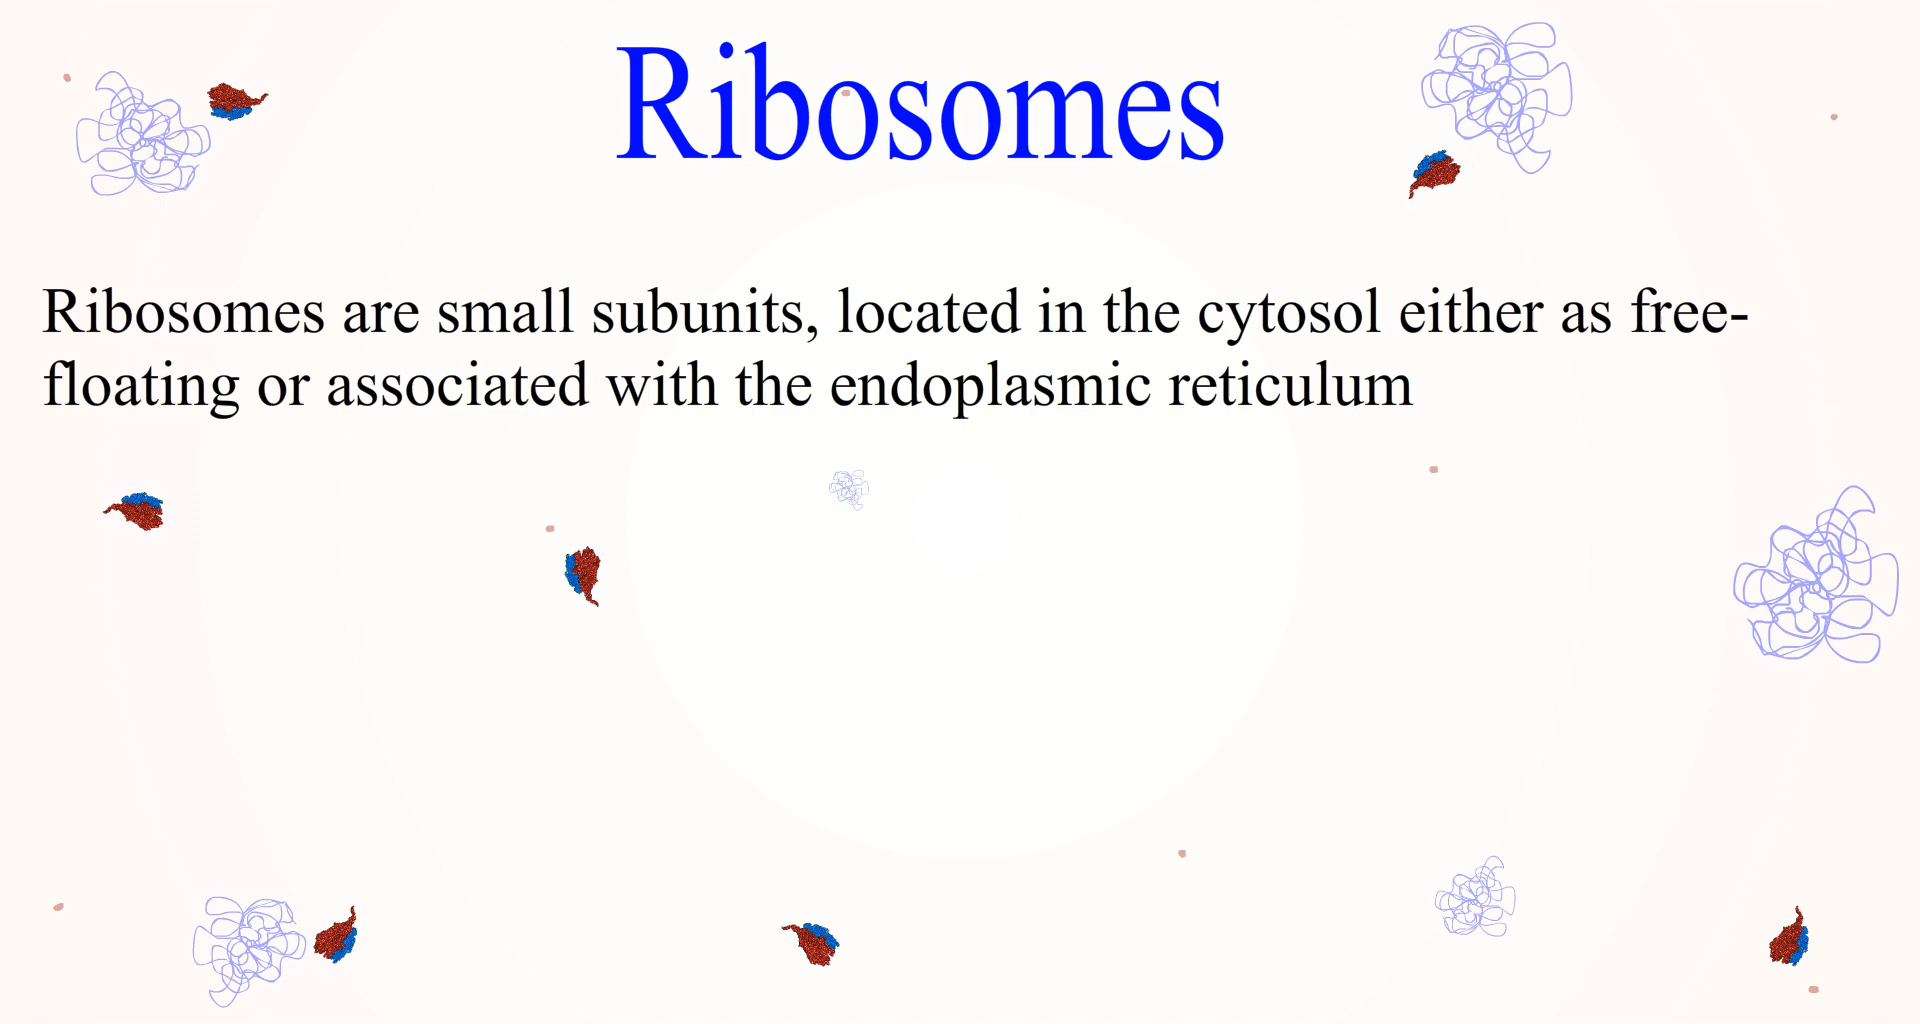 Ribosomes
Ribosomes are small subunits, located in the cytosol either as free-
floating or associated with the endoplasmic reticulum